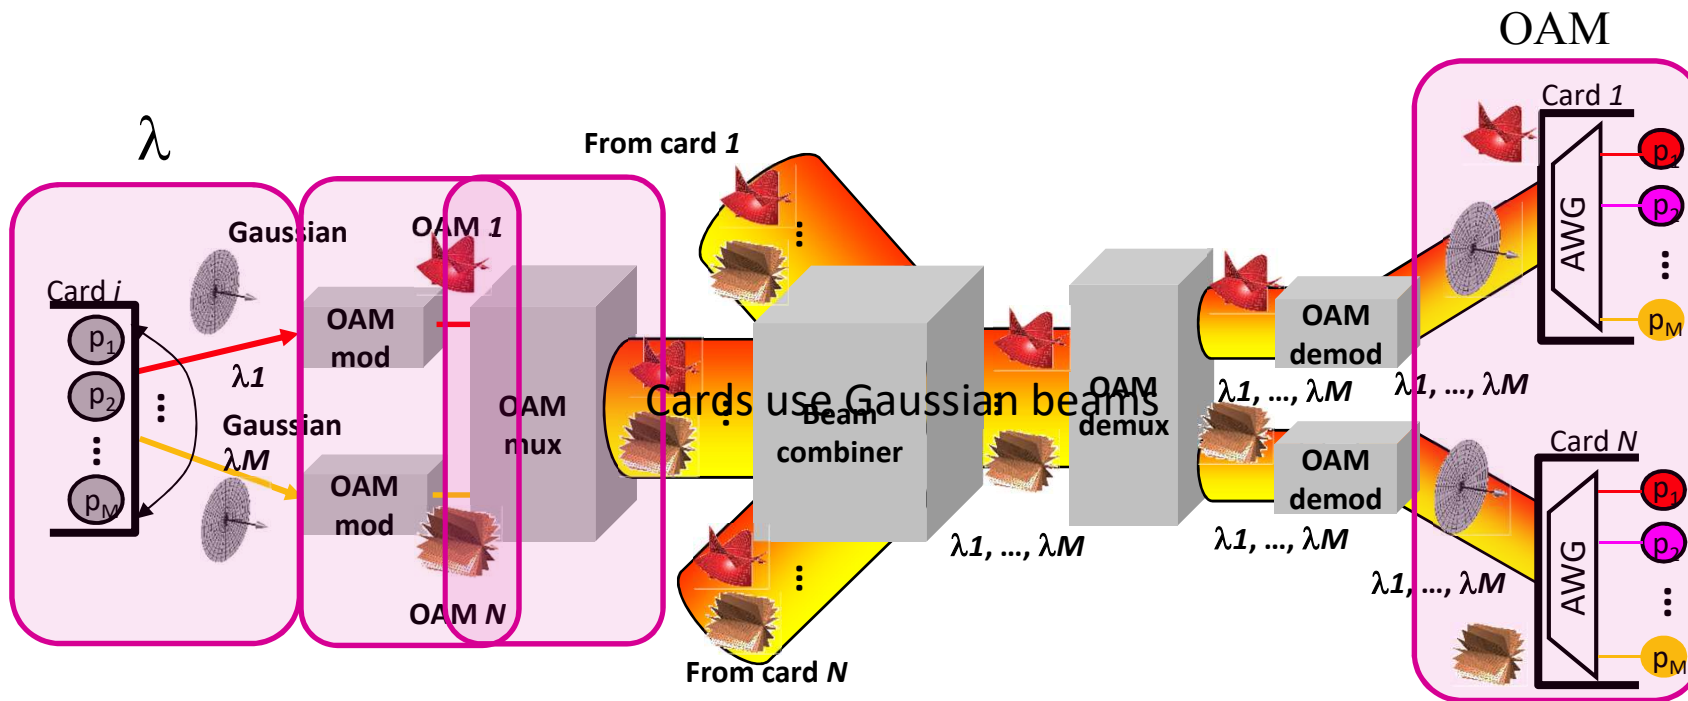 OAM
λ
Card i
p1
p2
...
pM
Gaussian
λ1
...
Gaussian
λM
OAM 1
OAM
mod
OAM
mod
OAM N
OAM
mux
From card 1
...
...
Cards use Gaussian beams
Beam
combiner
...
From card N
...
λ1, ..., λM
OAM
demux
OAM
demod
λ1, ..., λM
λ1, ..., λM
OAM
demod
λ1, ..., λM
λ1, ..., λM
Card 1
AWG
p1
p2
...
pM
Card N
AWG
p1
p2
...
pM